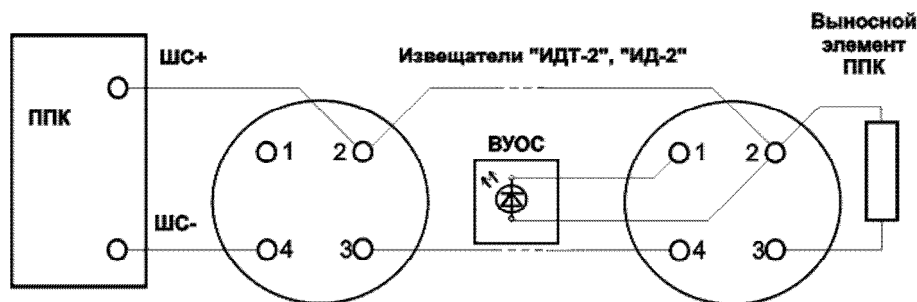 Выносной
элемент
ППК
ШС+
Извещатели "ИДТ-2", "ИД-2"
ППК
ВУОС
1
2
1
2
ШС-
4
3
4
3